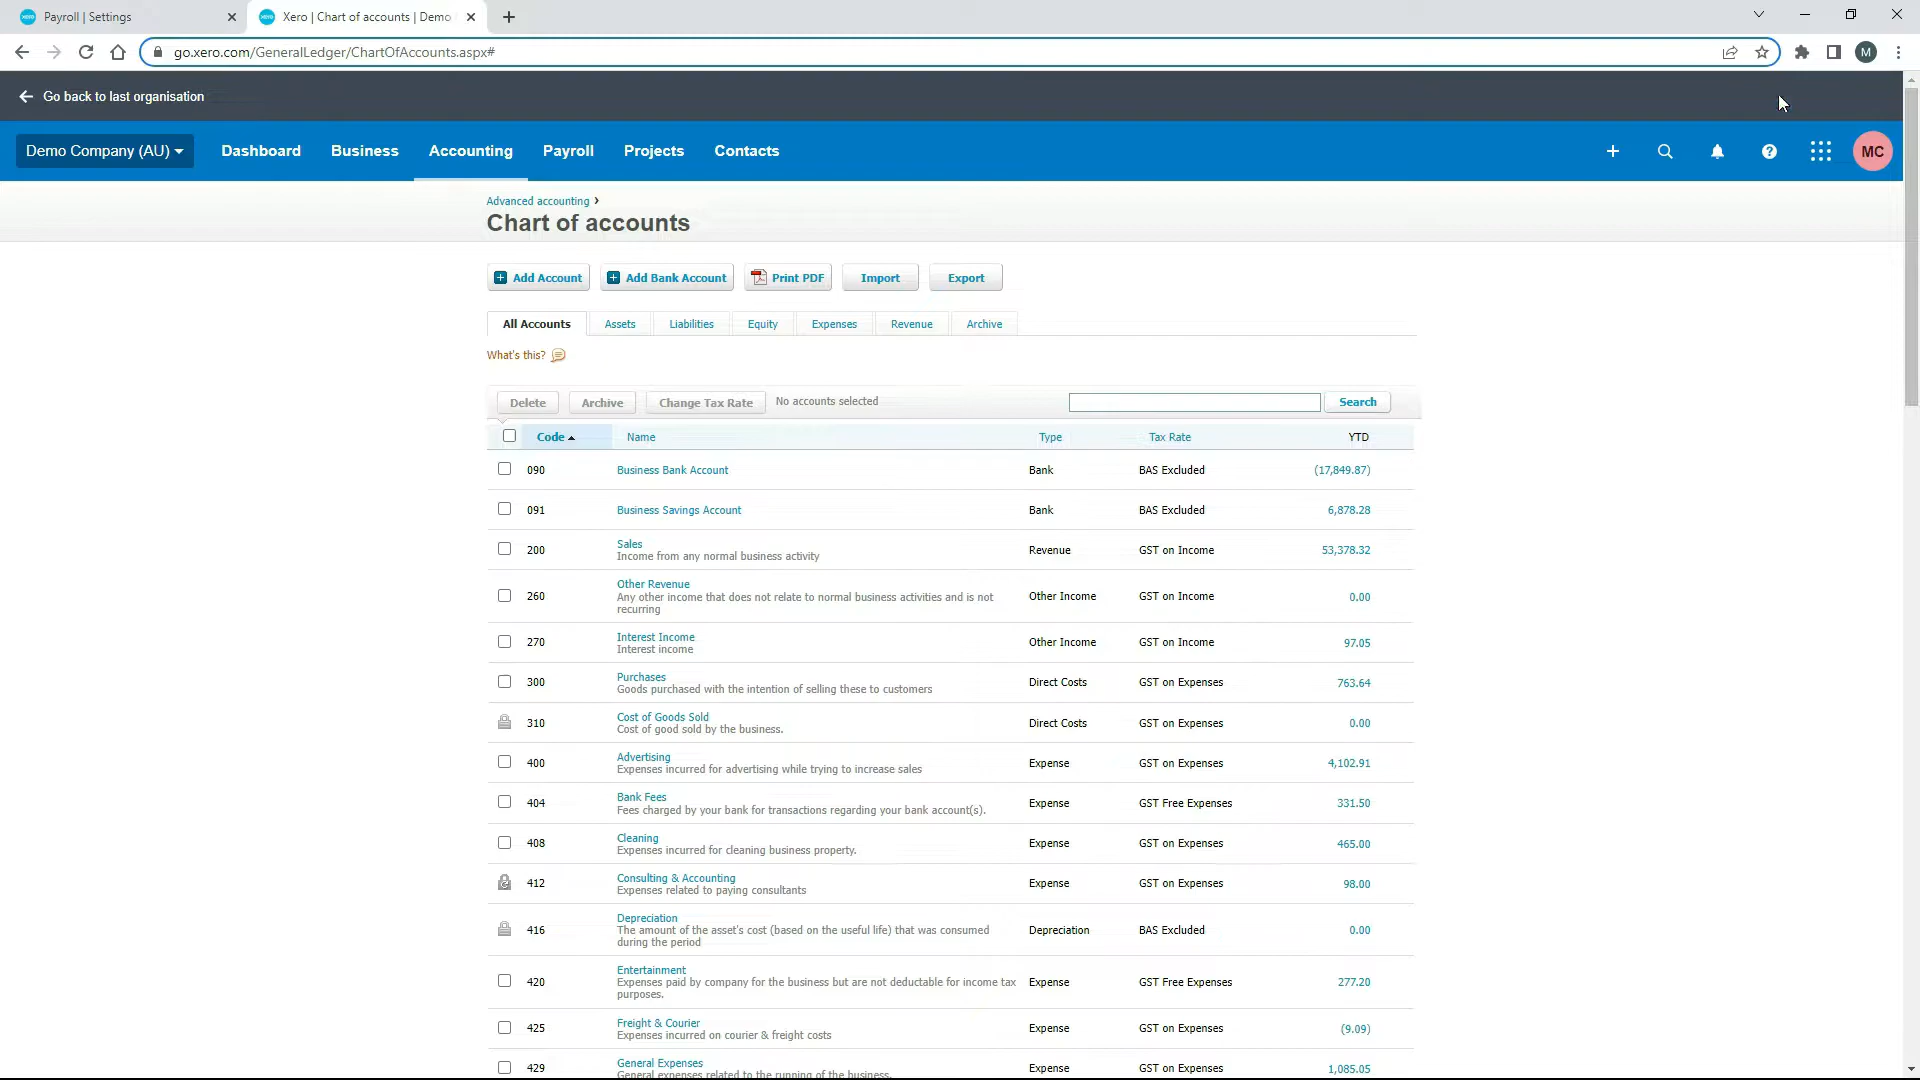 Payroll | Settings
Xero | Chart of accounts | Demo
go.xero.com/GeneralLedger/ChartOfAccounts.aspx#
M
Go back to last organisation
Demo Company (AU)
Dashboard
Business
Accounting
Payroll
Projects
Contacts
MC
Advanced accounting ›
Chart of accounts
Add Account
Add Bank Account
Print PDF
Import
Export
All Accounts
Assets
Liabilities
Equity
Expenses
Revenue
Archive
What's this?
Delete
Archive
Change Tax Rate
No accounts selected
Search
Code Name Type Tax Rate YTD
090 Business Bank Account Bank BAS Excluded (17,849.87)
091 Business Savings Account Bank BAS Excluded 6,878.28
200 Sales Revenue GST on Income 53,378.32
Income from any normal business activity
260 Other Revenue Other Income GST on Income 0.00
Any other income that does not relate to normal business activities and is not
recurring
270 Interest Income Other Income GST on Income 97.05
Interest income
300 Purchases Direct Costs GST on Expenses 763.64
Goods purchased with the intention of selling these to customers
310 Cost of Goods Sold Direct Costs GST on Expenses 0.00
Cost of good sold by the business.
400 Advertising Expense GST on Expenses 4,102.91
Expenses incurred for advertising while trying to increase sales
404 Bank Fees Expense GST Free Expenses 331.50
Fees charged by your bank for transactions regarding your bank account(s).
408 Cleaning Expense GST on Expenses 465.00
Expenses incurred for cleaning business property.
412 Consulting & Accounting Expense GST on Expenses 98.00
Expenses related to paying consultants
416 Depreciation Depreciation BAS Excluded 0.00
The amount of the asset's cost (based on the useful life) that was consumed
during the period
420 Entertainment Expense GST Free Expenses 277.20
Expenses paid by company for the business but are not deductable for income tax
purposes.
425 Freight & Courier Expense GST on Expenses (9.09)
Expenses incurred on courier & freight costs
429 General Expenses Expense GST on Expenses 1,085.05
General expenses related to the running of the business.